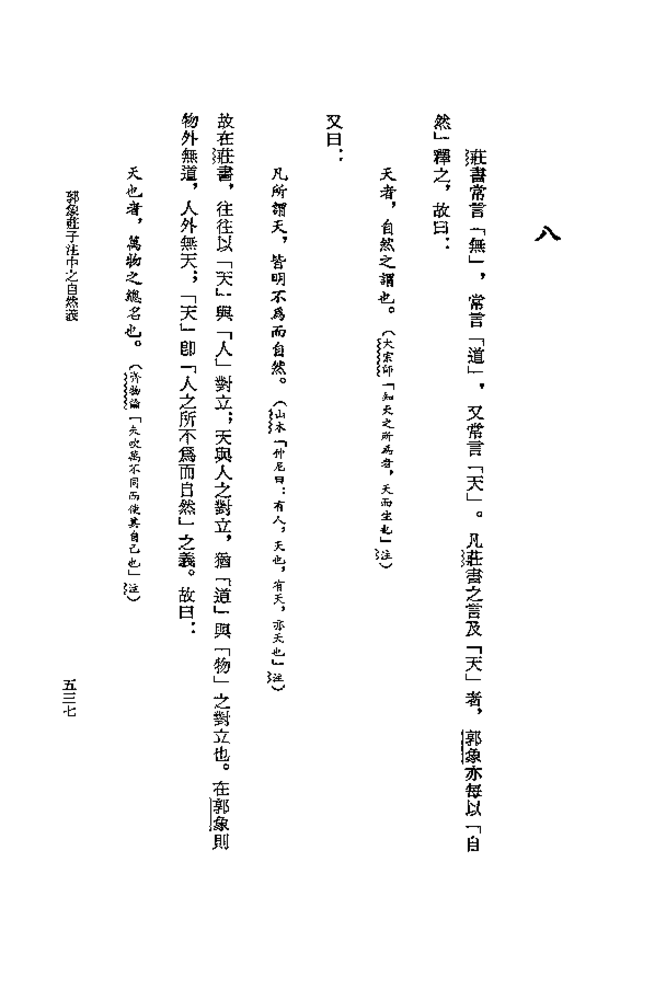 八
莊書常言「無」，常言「道」，又常言「天」。凡莊書之言及「天」者，郭象亦每以「自
然」釋之，故曰：
天者，自然之謂也。（大宗師「知天之所為者，天而生也」注）
又曰：
凡所謂天，皆明不為而自然。（山木「仲尼曰：有人，天也，有天，亦天也」注）
故在莊書，往往以「天」與「人」對立；天與人之對立，猶「道」與「物」之對立也。在郭象則
物外無道，人外無天；「天」即「人之所不爲而自然」之義。故曰：
天也者，萬物之總名也。（齊物論「夫吹萬不同而使其自己也」注）
郭象莊子注中之自然義
五三七